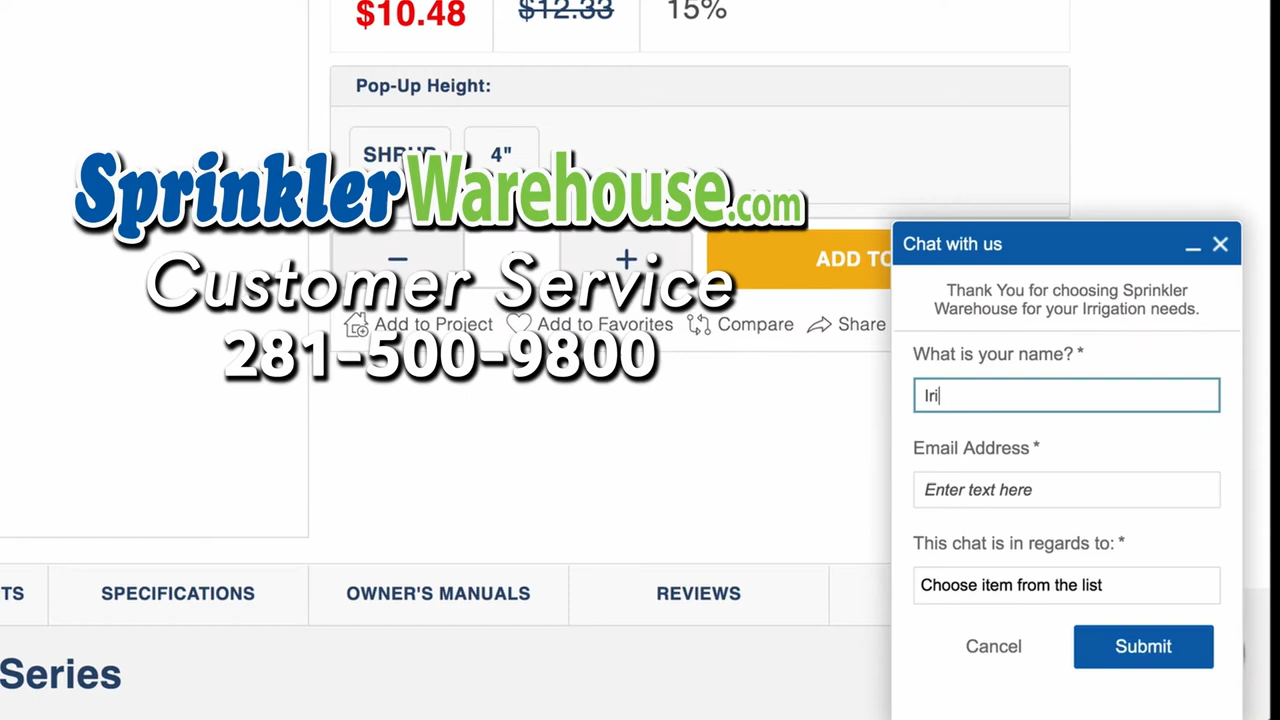 $10.48 $12.33 15%
Pop-Up Height:
SHRUB 4"
SprinklerWarehouse.com
− + ADD TO
Customer Service
Add to Project Add to Favorites Compare Share
281-500-9800
Chat with us
Thank You for choosing Sprinkler
Warehouse for your Irrigation needs.
What is your name? *
Iri
Email Address *
Enter text here
This chat is in regards to: *
Choose item from the list
Cancel Submit
TS SPECIFICATIONS OWNER'S MANUALS REVIEWS
Series